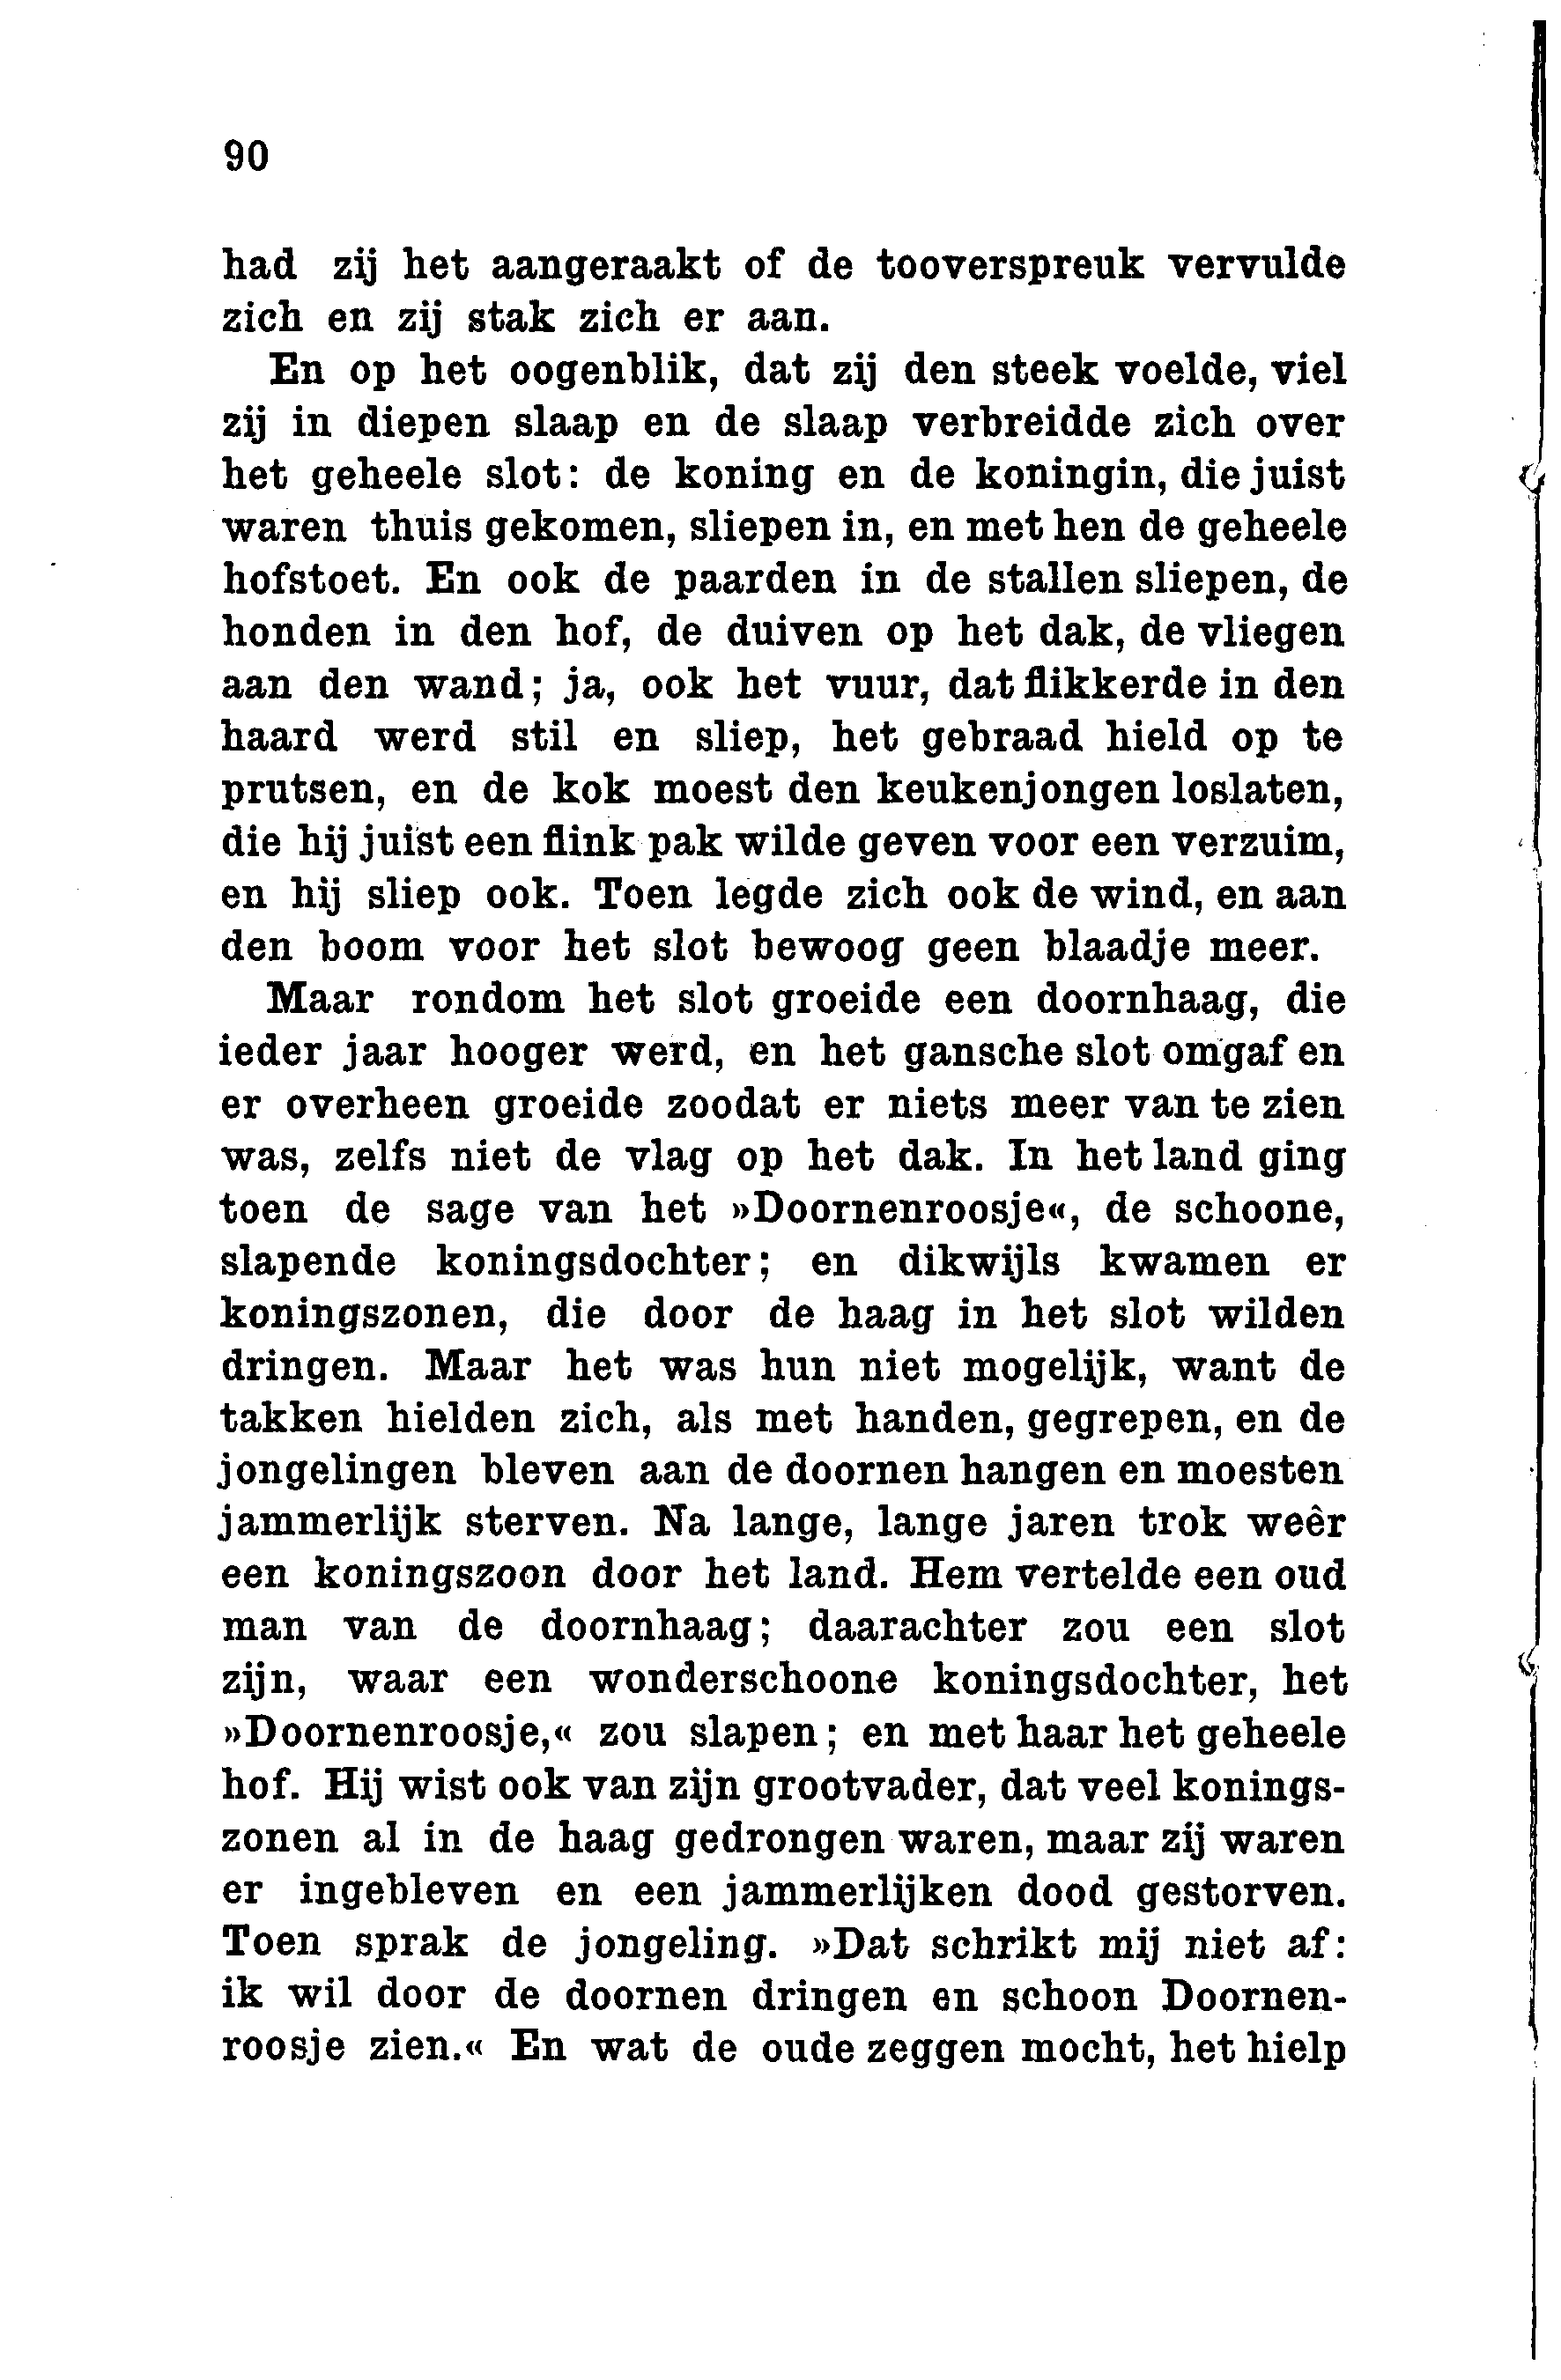 90
had zij het aangeraakt of de tooverspreuk vervulde
zich en zij stak zich er aan.
En op het oogenblik, dat zij den steek voelde, viel
zij in diepen slaap en de slaap verbreidde zich over
het geheele slot: de koning en de koningin, die juist
waren thuis gekomen, sliepen in, en met hen de geheele
hofstoet. En ook de paarden in de stallen sliepen, de
honden in den hof, de duiven op het dak, de vliegen
aan den wand; ja, ook het vuur, dat flikkerde in den
haard werd stil en sliep, het gebraad hield op te
prutsen, en de kok moest den keukenjongen loslaten,
die hij juist een flink pak wilde geven voor een verzuim,
en hij sliep ook. Toen legde zich ook de wind, en aan
den boom voor het slot bewoog geen blaadje meer.
Maar rondom het slot groeide een doornhaag, die
ieder jaar hooger werd, en het gansche slot omgaf en
er overheen groeide zoodat er niets meer van te zien
was, zelfs niet de vlag op het dak. In het land ging
toen de sage van het »Doornenroosje«, de schoone,
slapende koningsdochter; en dikwijls kwamen er
koningszonen, die door de haag in het slot wilden
dringen. Maar het was hun niet mogelijk, want de
takken hielden zich, als met handen, gegrepen, en de
jongelingen bleven aan de doornen hangen en moesten
jammerlijk sterven. Na lange, lange jaren trok weêr
een koningszoon door het land. Hem vertelde een oud
man van de doornhaag; daarachter zou een slot
zijn, waar een wonderschoone koningsdochter, het
»Doornenroosje,« zou slapen; en met haar het geheele
hof. Hij wist ook van zijn grootvader, dat veel konings-
zonen al in de haag gedrongen waren, maar zij waren
er ingebleven en een jammerlijken dood gestorven.
Toen sprak de jongeling. »Dat schrikt mij niet af:
ik wil door de doornen dringen en schoon Doornen-
roosje zien.« En wat de oude zeggen mocht, het hielp